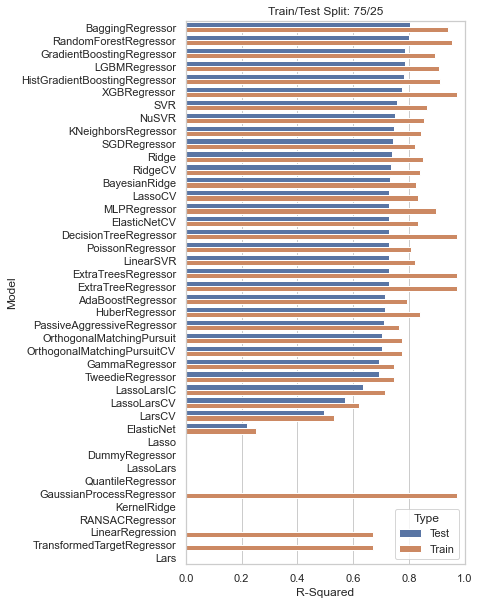 Train/Test Split: 75/25
BaggingRegressor
RandomForestRegressor
GradientBoostingRegressor
LGBMRegressor
HistGradientBoostingRegressor
XGBRegressor
SVR
NuSVR
KNeighborsRegressor
SGDRegressor
Ridge
RidgeCV
BayesianRidge
LassoCV
MLPRegressor
ElasticNetCV
DecisionTreeRegressor
PoissonRegressor
LinearSVR
ExtraTreesRegressor
ExtraTreeRegressor
AdaBoostRegressor
HuberRegressor
PassiveAggressiveRegressor
OrthogonalMatchingPursuit
OrthogonalMatchingPursuitCV
GammaRegressor
TweedieRegressor
LassoLarsIC
LassoLarsCV
LarsCV
ElasticNet
Lasso
DummyRegressor
LassoLars
QuantileRegressor
GaussianProcessRegressor
KernelRidge
RANSACRegressor
LinearRegression
TransformedTargetRegressor
Lars
Model
Type
Test
Train
0.0 0.2 0.4 0.6 0.8 1.0
R-Squared